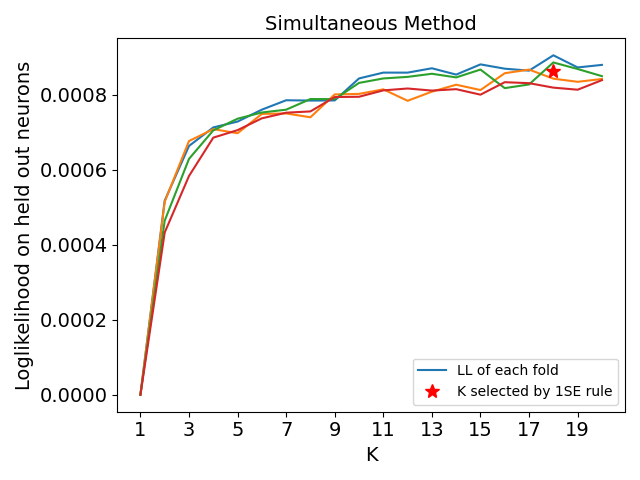 Simultaneous Method
Loglikelihood on held out neurons
0.0008
0.0006
0.0004
0.0002
0.0000
LL of each fold
K selected by 1SE rule
1 3 5 7 9 11 13 15 17 19
K